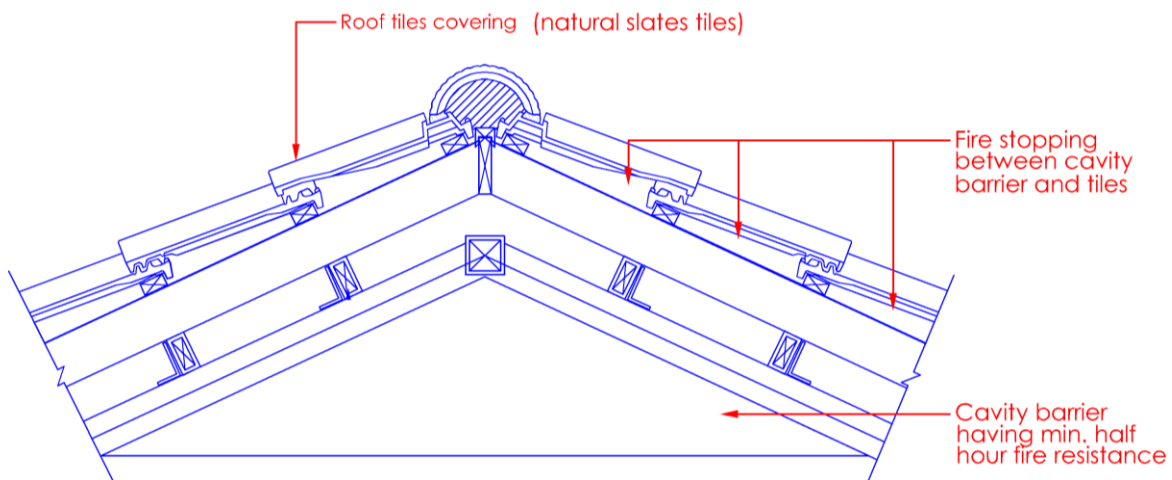 Roof tiles covering (natural slates tiles)
Fire stopping
between cavity
barrier and tiles
Cavity barrier
having min. half
hour fire resistance